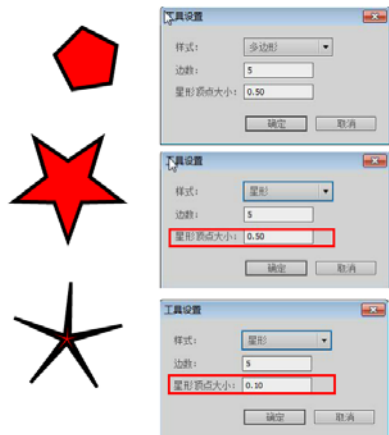 工具设置
样式： 多边形
边数： 5
星形顶点大小： 0.50
确定 取消
工具设置
样式： 星形
边数： 5
星形顶点大小： 0.50
确定 取消
工具设置
样式： 星形
边数： 5
星形顶点大小： 0.10
确定 取消